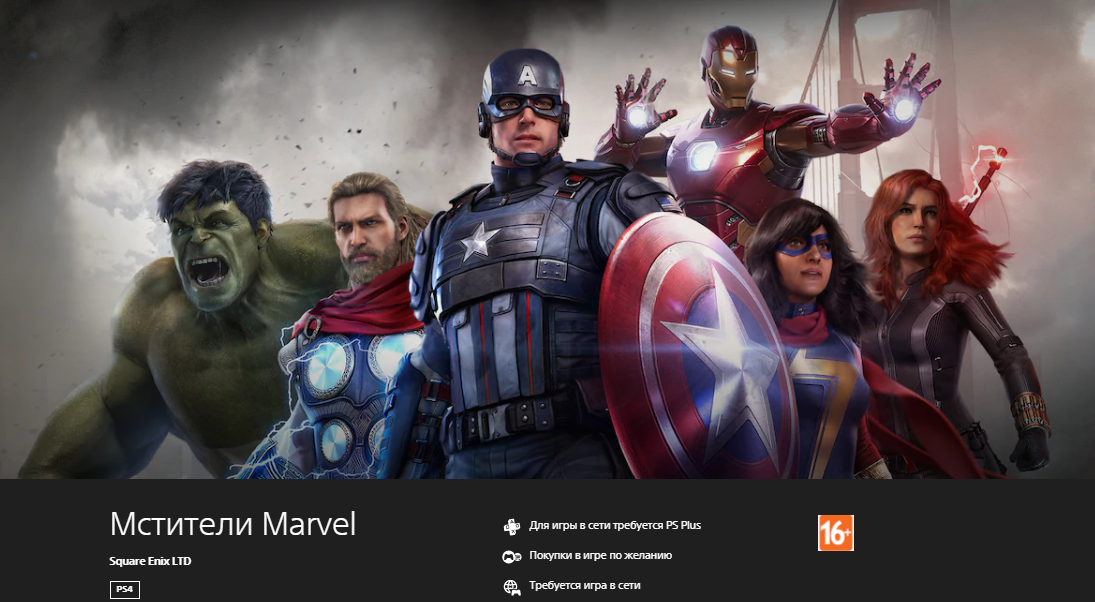 A
Мстители Marvel
Square Enix LTD
PS4
Для игры в сети требуется PS Plus
Покупки в игре по желанию
Требуется игра в сети
16+